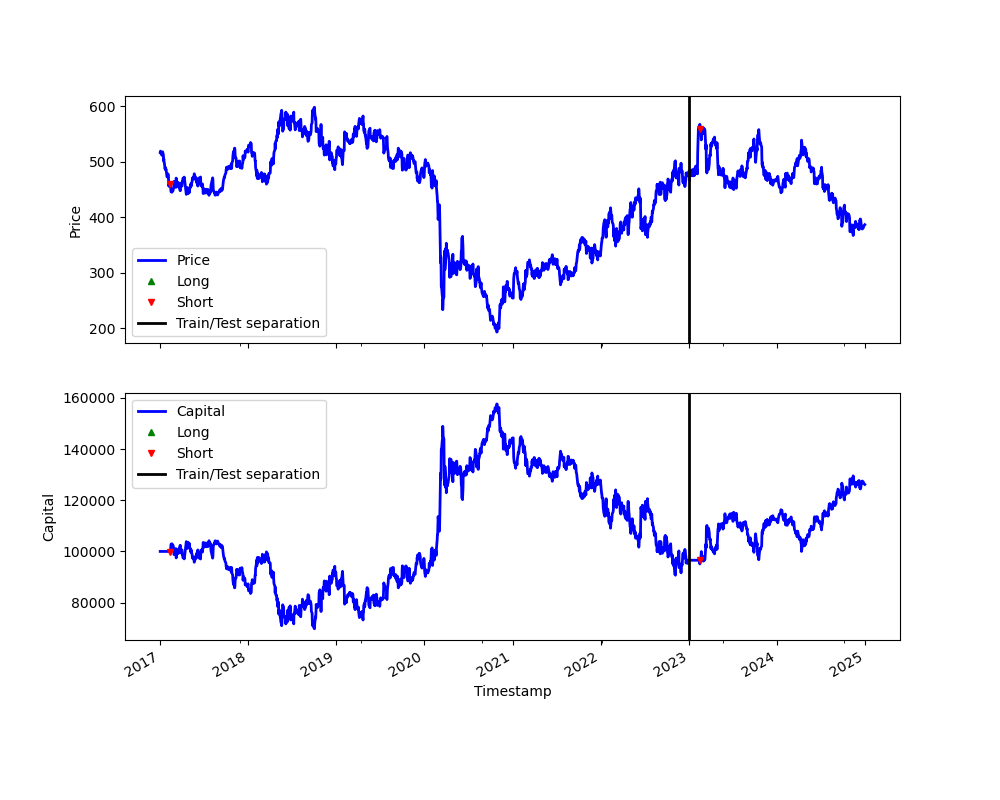 600
500
400
300
200
Price
Price
Long
Short
Train/Test separation
160000
140000
120000
100000
80000
Capital
Capital
Long
Short
Train/Test separation
2017 2018 2019 2020 2021 2022 2023 2024 2025
Timestamp